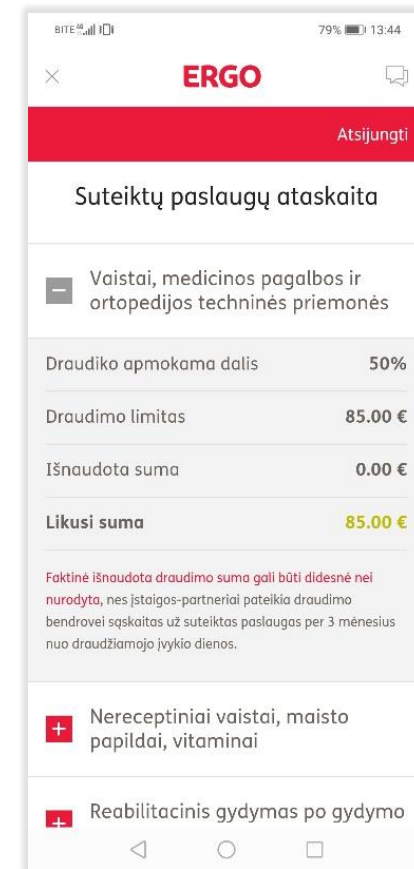 BITE 79% 13:44
ERGO
Atsijungti
Suteiktų paslaugų ataskaita
Vaistai, medicinos pagalbos ir
ortopedijos techninės priemonės
Draudiko apmokama dalis 50%
Draudimo limitas 85.00 €
Išnaudota suma 0.00 €
Likusi suma 85.00 €
Faktinė išnaudota draudimo suma gali būti didesnė nei
nurodyta, nes įstaigos-partneriai pateikia draudimo
bendrovei sąskaitas už suteiktas paslaugas per 3 mėnesius
nuo draudžiamojo įvykio dienos.
Nereceptiniai vaistai, maisto
papildai, vitaminai
Reabilitacinis gydymas po gydymo